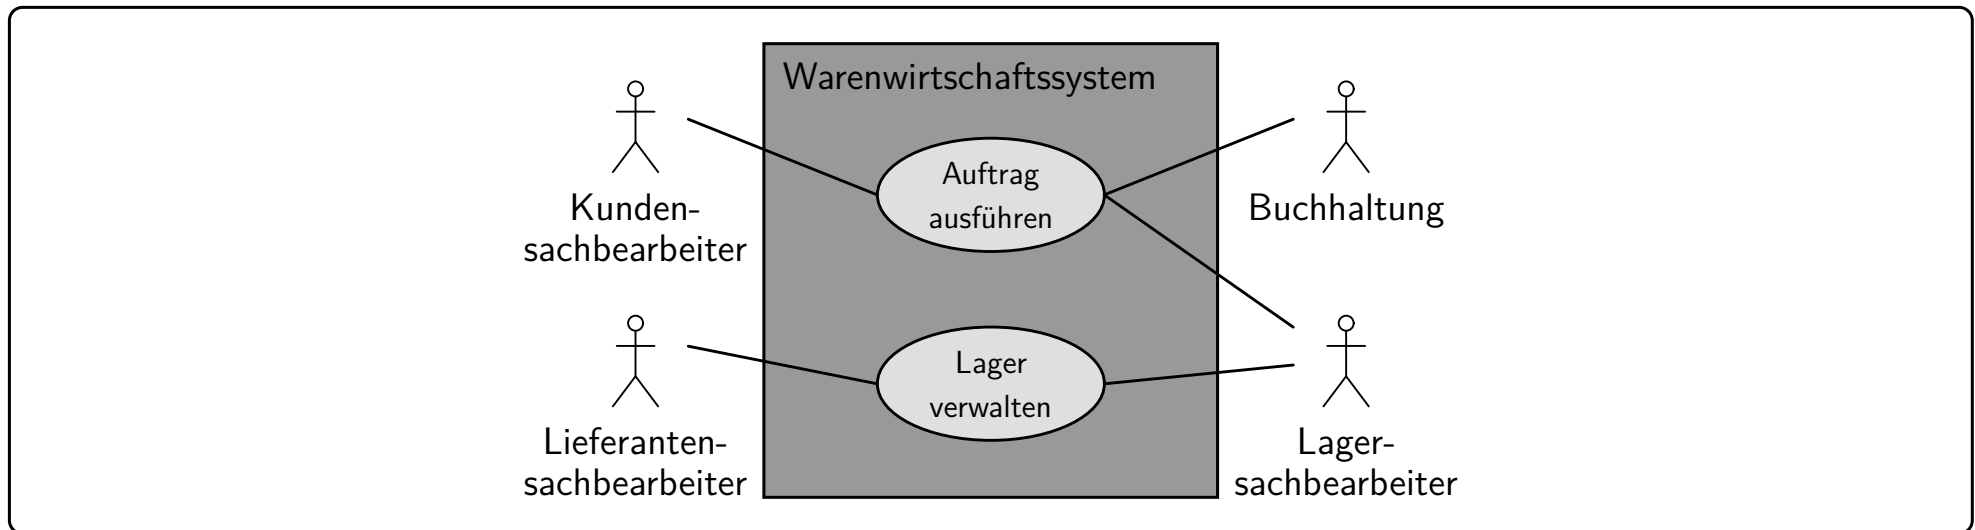 Warenwirtschaftssystem
Auftrag
ausführen
Kunden-
sachbearbeiter
Buchhaltung
Lager
verwalten
Lieferanten-
sachbearbeiter
Lager-
sachbearbeiter